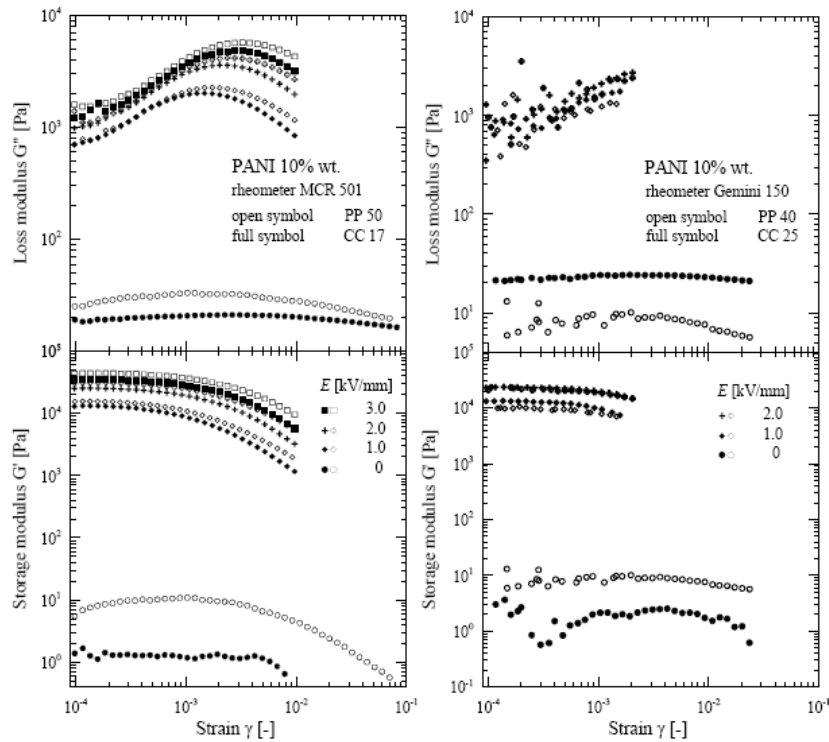 10⁵
10⁴
10³
10²
Loss modulus G'' [Pa]
PANI 10% wt.
rheometer MCR 501
open symbol PP 50
full symbol CC 17
10⁵
10⁴
10³
10²
10¹
10⁰
Storage modulus G' [Pa]
E [kV/mm]
3.0
2.0
1.0
0
10⁻⁴ 10⁻³ 10⁻² 10⁻¹
Strain γ [-]
10⁴
10³
10²
10¹
Loss modulus G'' [Pa]
PANI 10% wt.
rheometer Gemini 150
open symbol PP 40
full symbol CC 25
10⁵
10⁴
10³
10²
10¹
10⁰
10⁻¹
Storage modulus G' [Pa]
E [kV/mm]
2.0
1.0
0
10⁻⁴ 10⁻³ 10⁻² 10⁻¹
Strain γ [-]